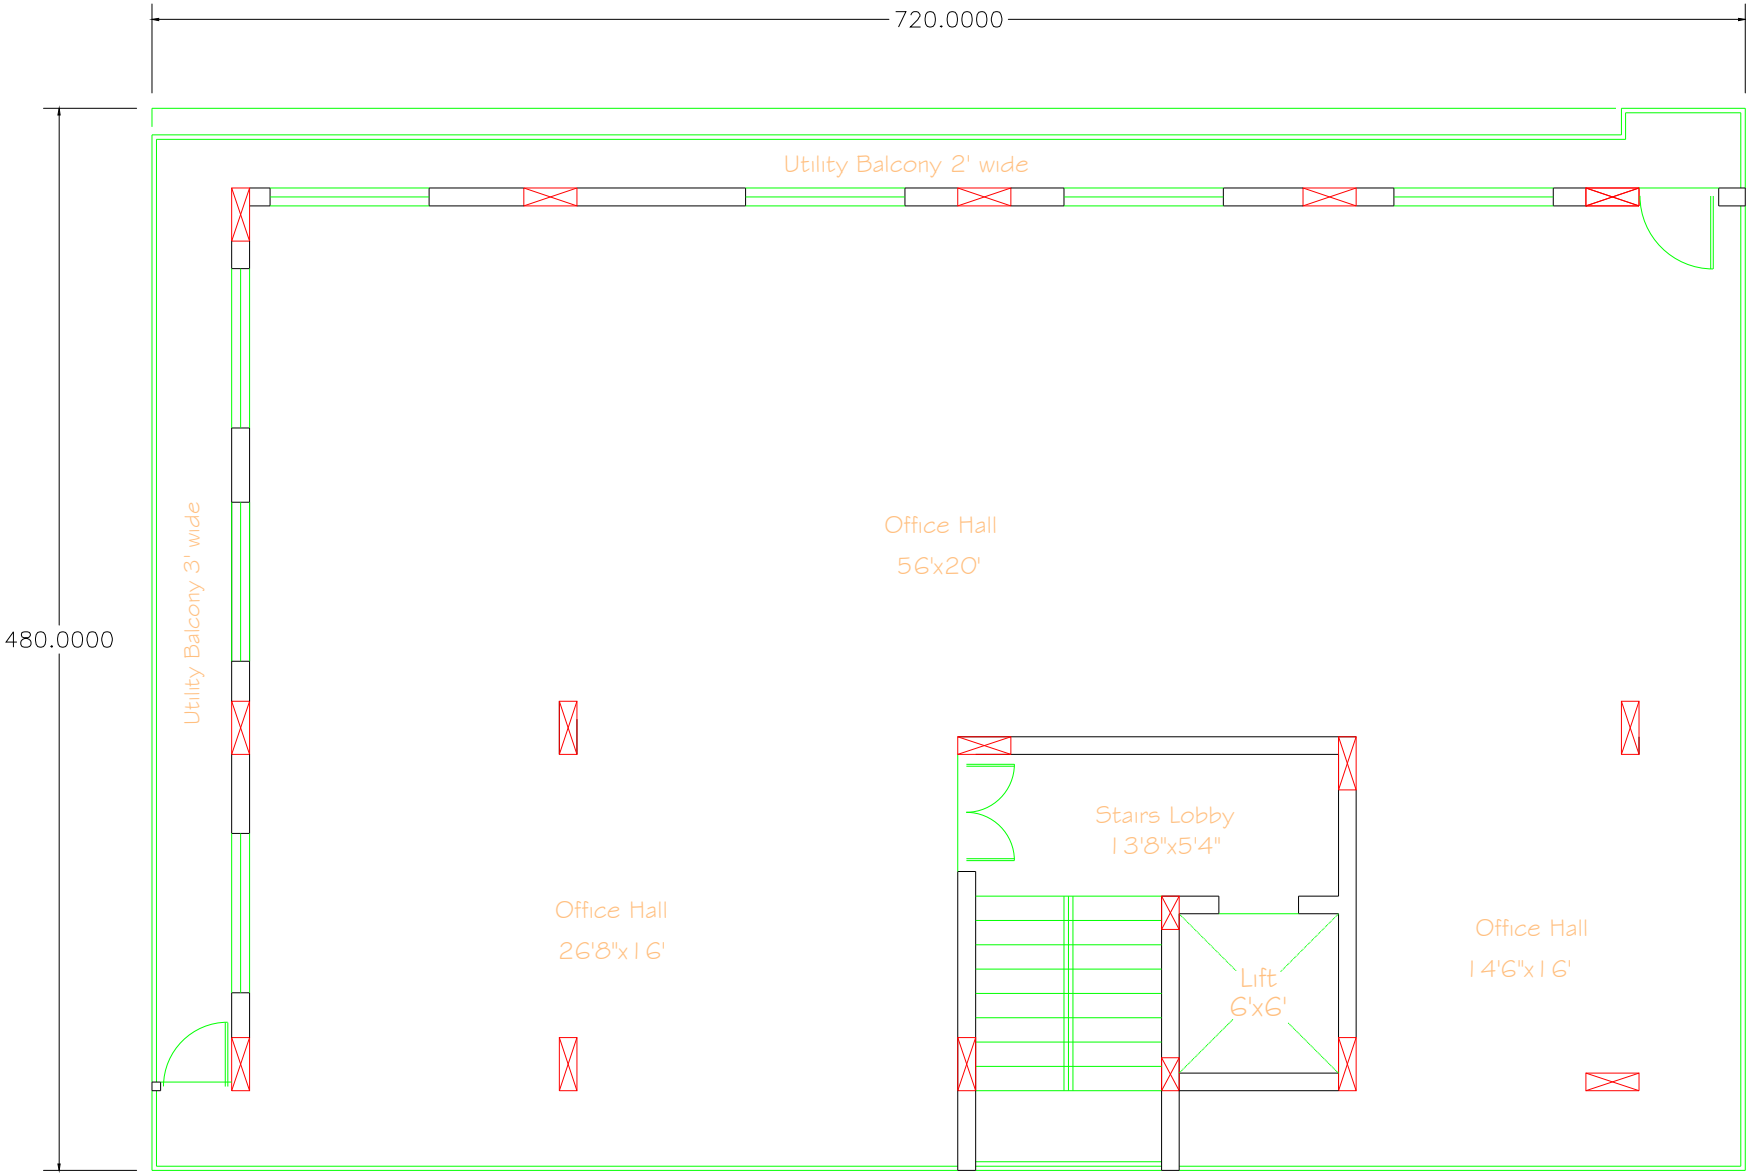 720.0000
Utility Balcony 2' wide
480.0000
Utility Balcony 3' wide
Office Hall
56'x20'
Stairs Lobby
13'8"x5'4"
Office Hall
26'8"x16'
Office Hall
14'6"x16'
Lift
6'x6'